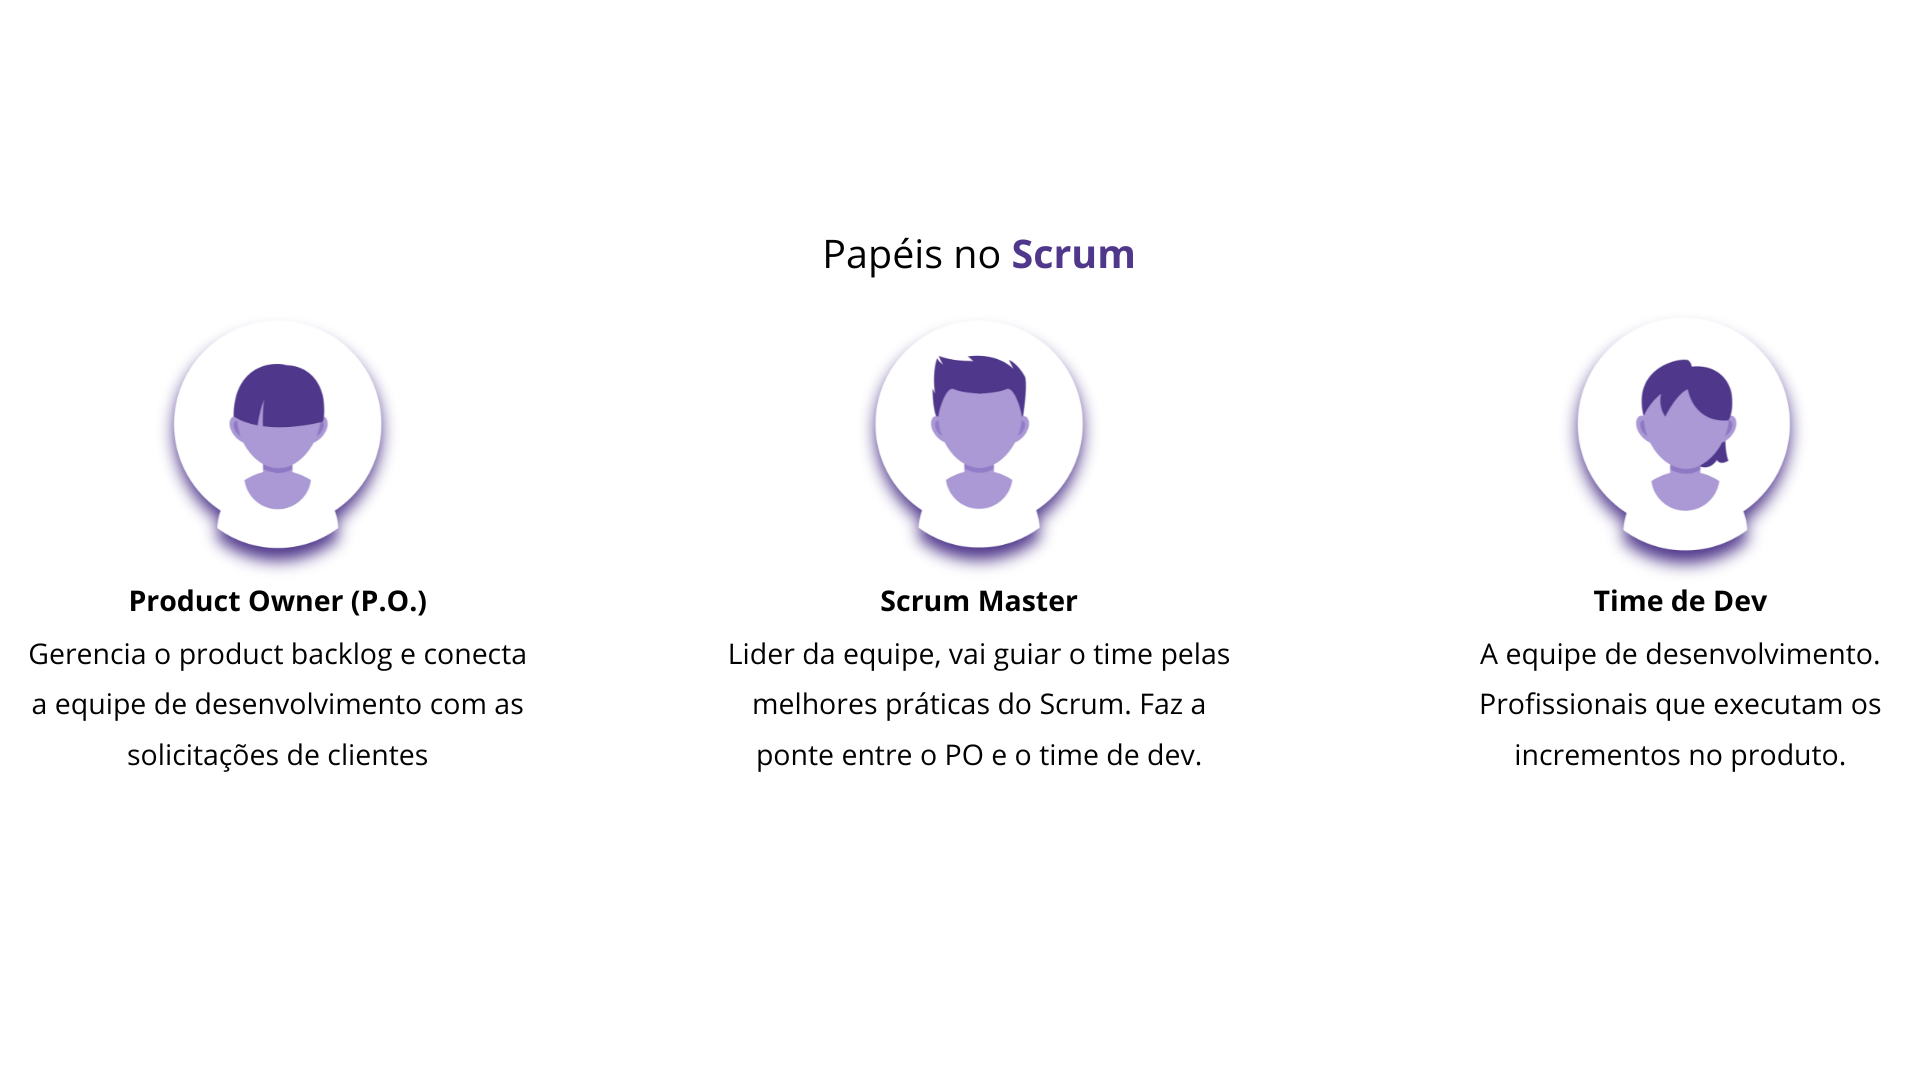 Papéis no Scrum
Product Owner (P.O.)
Gerencia o product backlog e conecta
a equipe de desenvolvimento com as
solicitações de clientes
Scrum Master
Lider da equipe, vai guiar o time pelas
melhores práticas do Scrum. Faz a
ponte entre o PO e o time de dev.
Time de Dev
A equipe de desenvolvimento.
Profissionais que executam os
incrementos no produto.